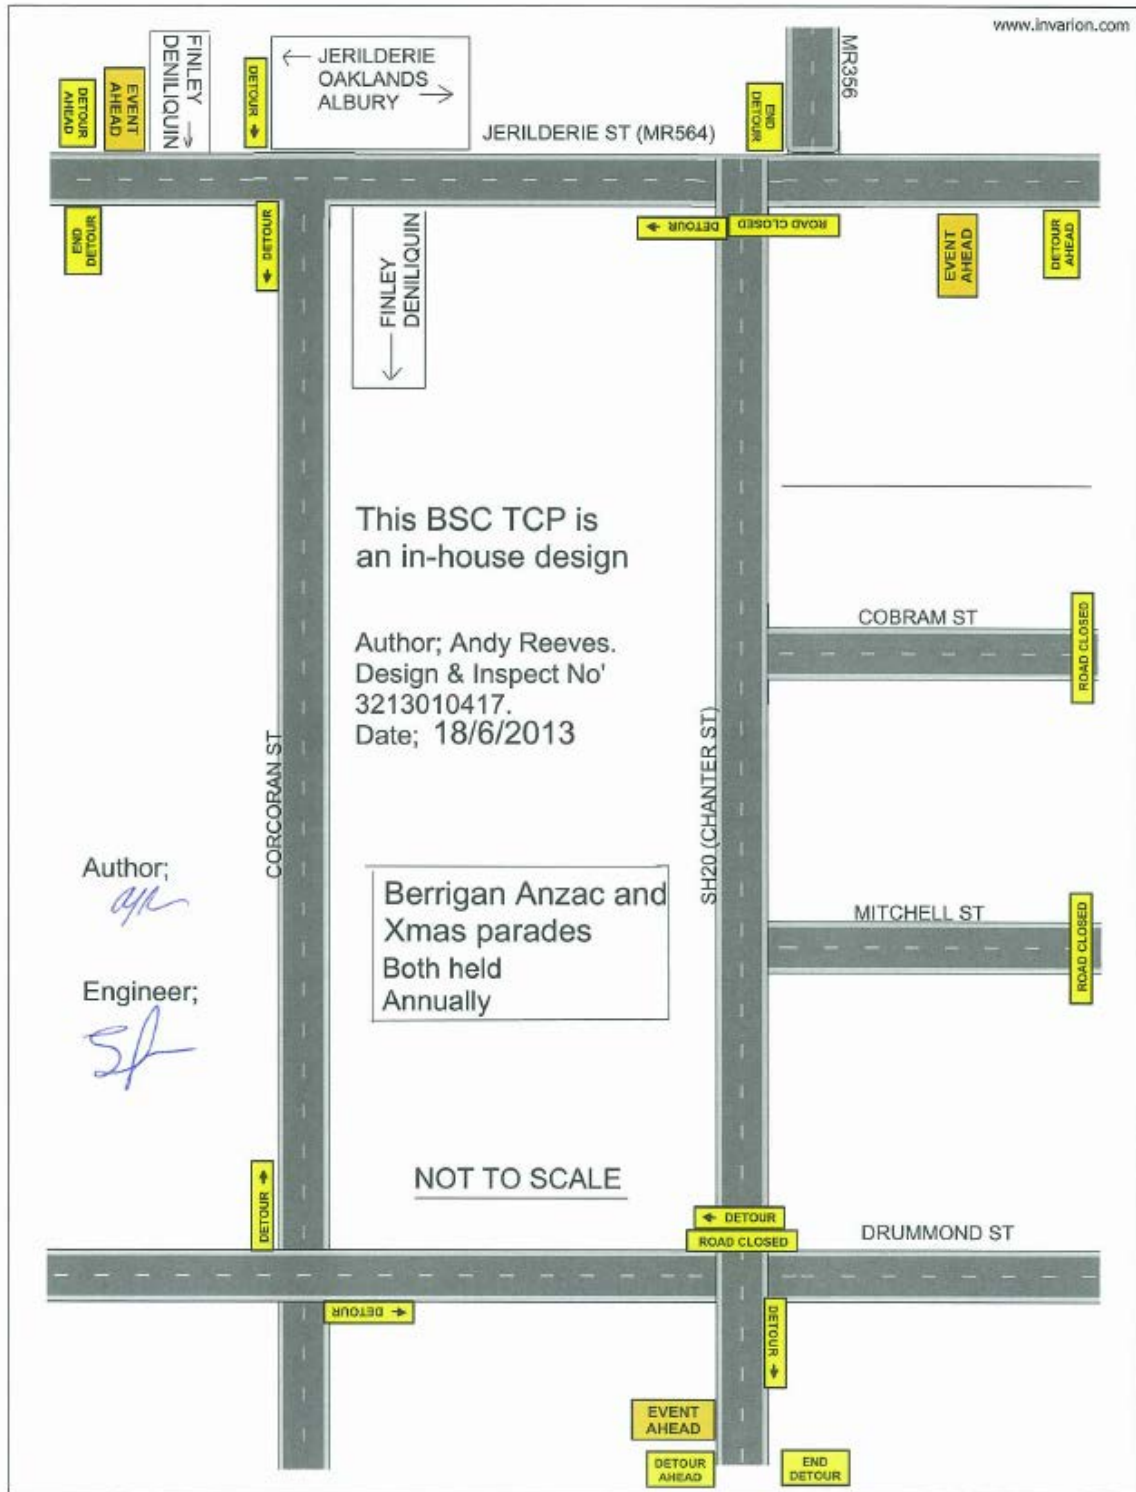 www.invarion.com
FINLEY
DENILIQUIN
JERILDERIE
OAKLANDS
ALBURY
MR356
DETOUR
AHEAD
EVENT
AHEAD
DETOUR
END
DETOUR
JERILDERIE ST (MR564)
END
DETOUR
DETOUR
DETOUR
ROAD CLOSED
EVENT
AHEAD
DETOUR
AHEAD
FINLEY
DENILIQUIN
This BSC TCP is
an in-house design
Author; Andy Reeves.
Design & Inspect No'
3213010417.
Date; 18/6/2013
COBRAM ST
ROAD CLOSED
CORCORAN ST
SH20 (CHANTER ST)
Author;
Engineer;
Berrigan Anzac and
Xmas parades
Both held
Annually
MITCHELL ST
ROAD CLOSED
NOT TO SCALE
DETOUR
DETOUR
ROAD CLOSED
DRUMMOND ST
DETOUR
DETOUR
EVENT
AHEAD
DETOUR
AHEAD
END
DETOUR